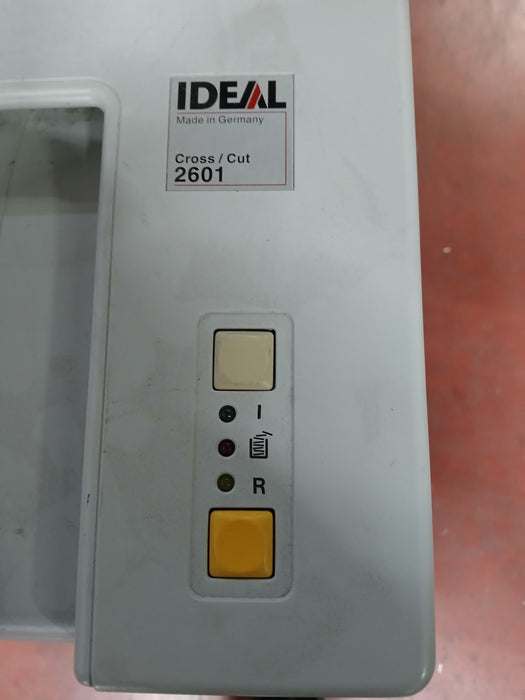 IDEAL
Made in Germany
Cross / Cut
2601
I
R